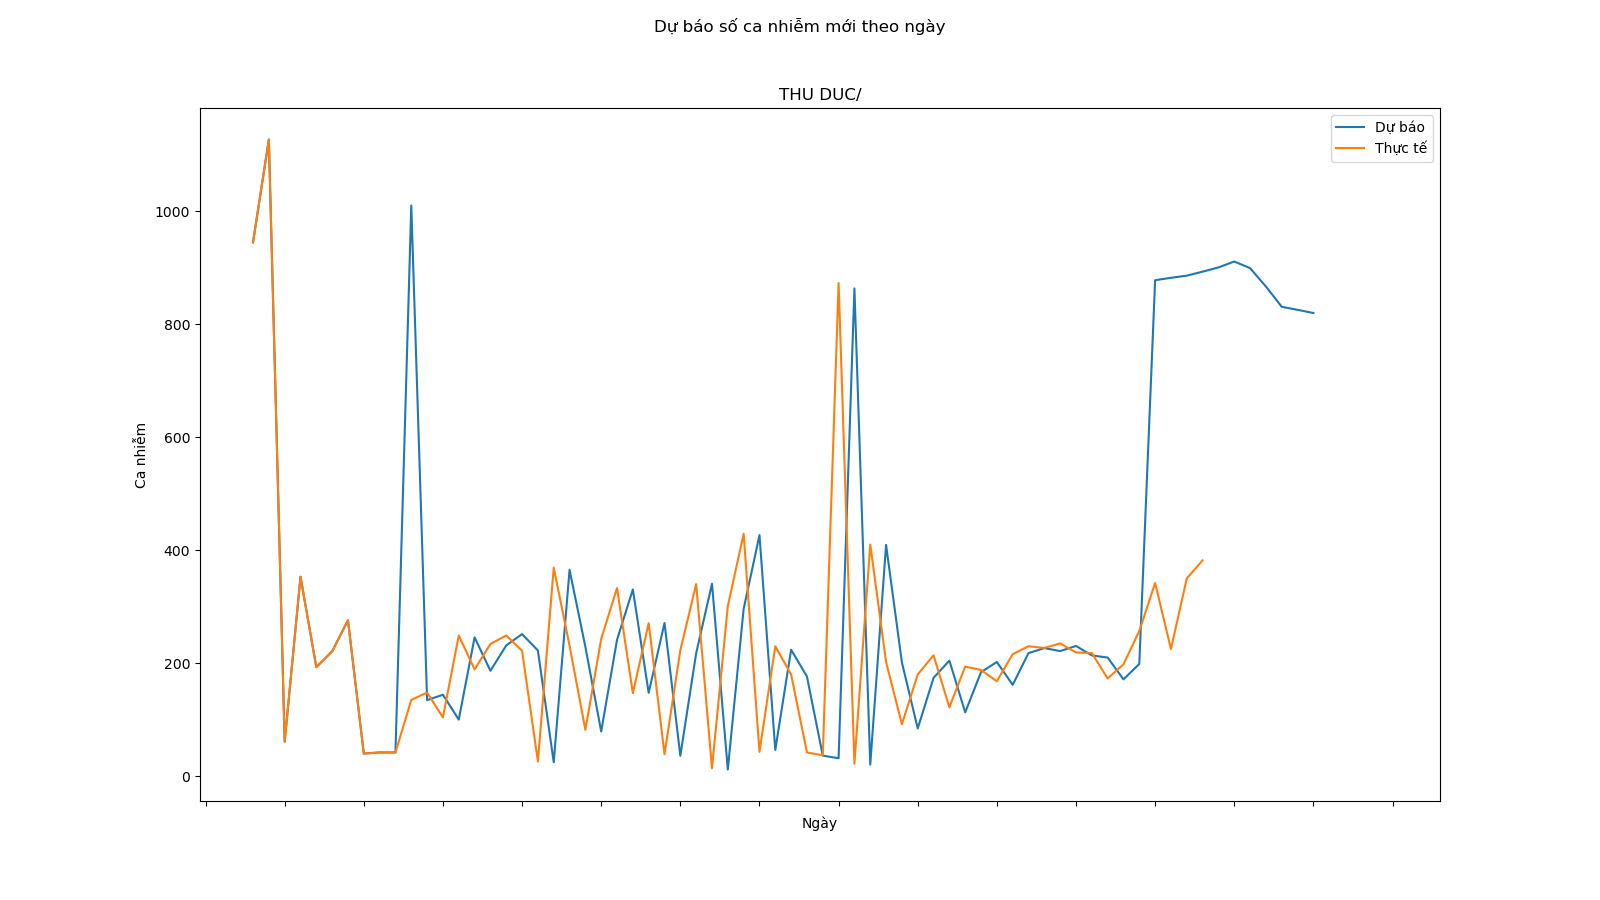 Dự báo số ca nhiễm mới theo ngày
THU DUC/
Dự báo
Thực tế
1000
800
600
400
200
0
Ca nhiễm
Ngày